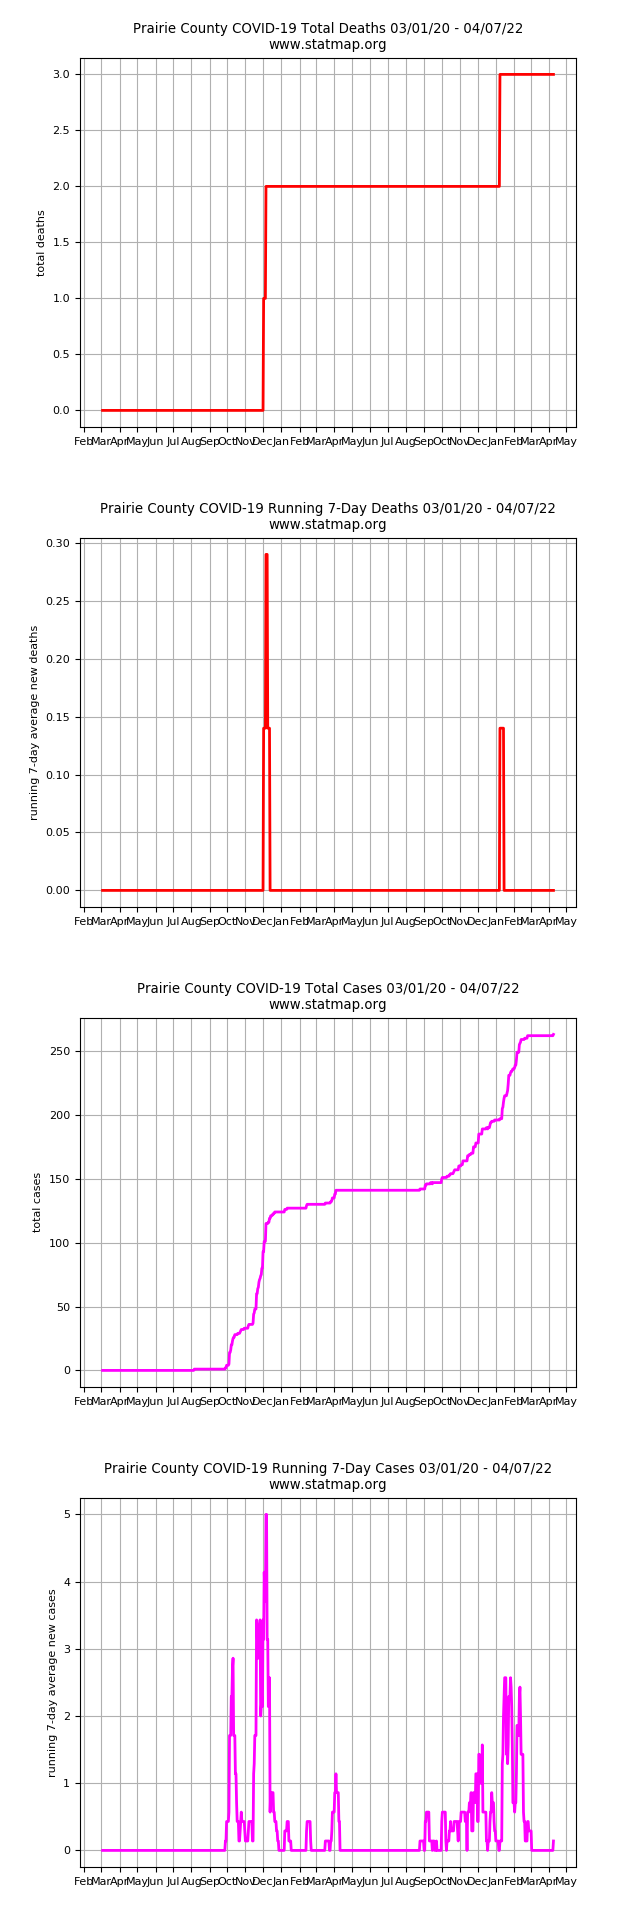 Prairie County COVID-19 Total Deaths 03/01/20 - 04/07/22
www.statmap.org
3.0
2.5
2.0
1.5
1.0
0.5
0.0
total deaths
Feb Mar Apr May Jun Jul Aug Sep Oct Nov Dec Jan Feb Mar Apr May Jun Jul Aug Sep Oct Nov Dec Jan Feb Mar Apr May
Prairie County COVID-19 Running 7-Day Deaths 03/01/20 - 04/07/22
www.statmap.org
0.30
0.25
0.20
0.15
0.10
0.05
0.00
running 7-day average new deaths
Feb Mar Apr May Jun Jul Aug Sep Oct Nov Dec Jan Feb Mar Apr May Jun Jul Aug Sep Oct Nov Dec Jan Feb Mar Apr May
Prairie County COVID-19 Total Cases 03/01/20 - 04/07/22
www.statmap.org
250
200
150
100
50
0
total cases
Feb Mar Apr May Jun Jul Aug Sep Oct Nov Dec Jan Feb Mar Apr May Jun Jul Aug Sep Oct Nov Dec Jan Feb Mar Apr May
Prairie County COVID-19 Running 7-Day Cases 03/01/20 - 04/07/22
www.statmap.org
5
4
3
2
1
0
running 7-day average new cases
Feb Mar Apr May Jun Jul Aug Sep Oct Nov Dec Jan Feb Mar Apr May Jun Jul Aug Sep Oct Nov Dec Jan Feb Mar Apr May